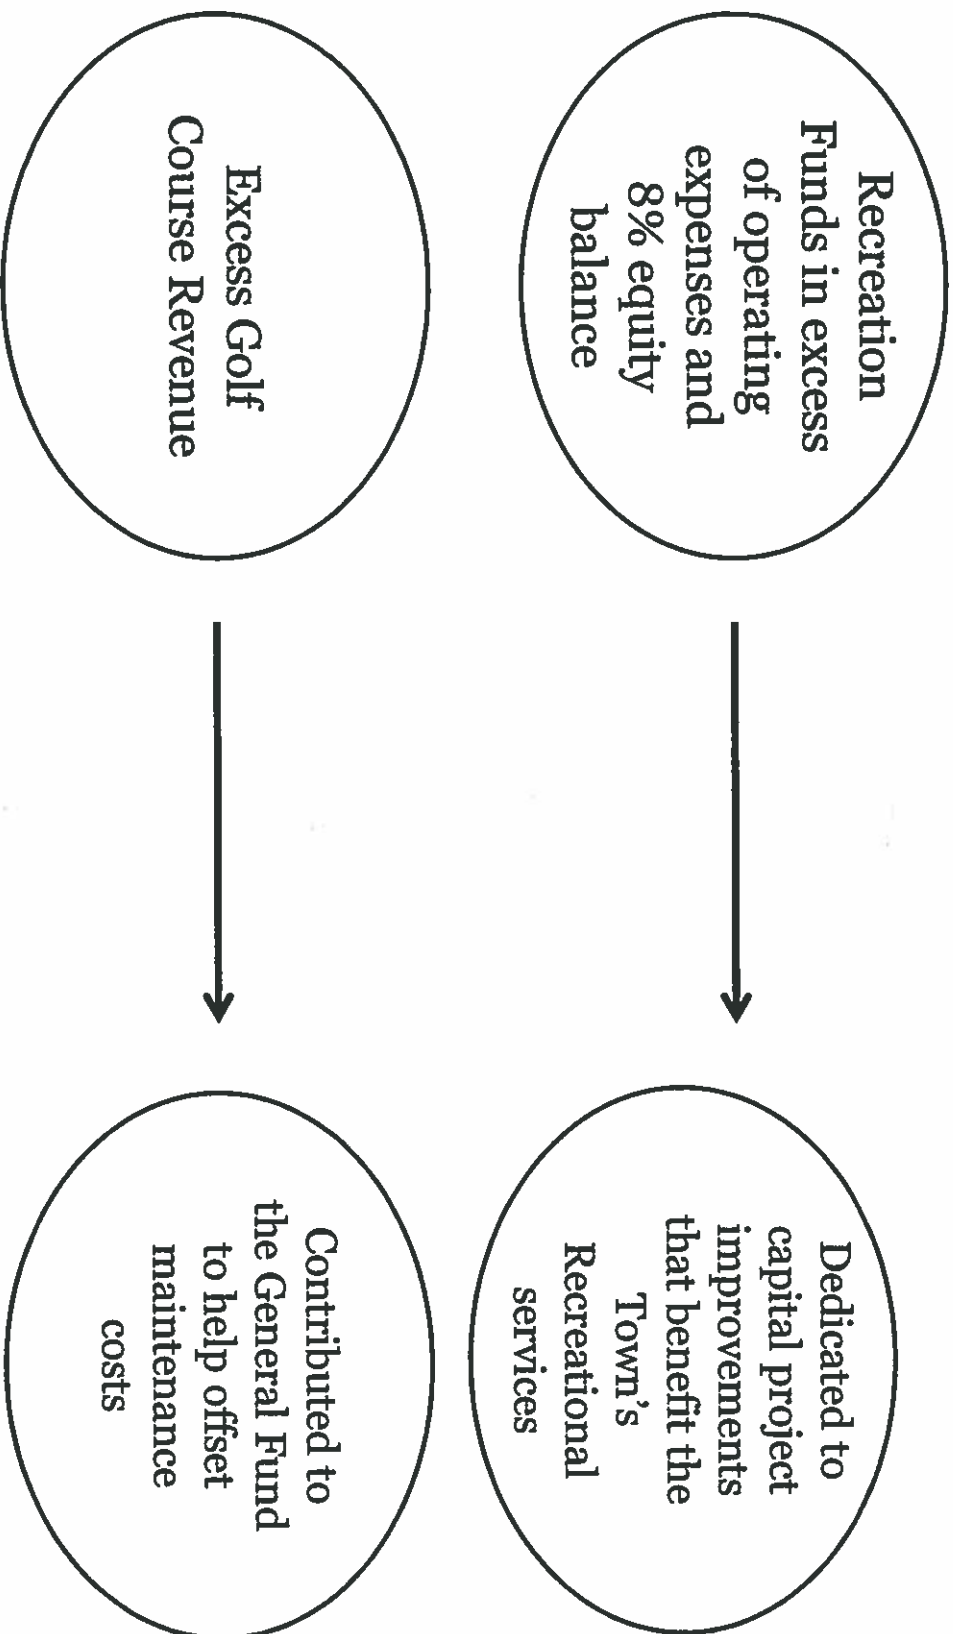 Recreation
Funds in excess
of operating
expenses and
8% equity
balance
Dedicated to
capital project
improvements
that benefit the
Town's
Recreational
services
Excess Golf
Course Revenue
Contributed to
the General Fund
to help offset
maintenance
costs